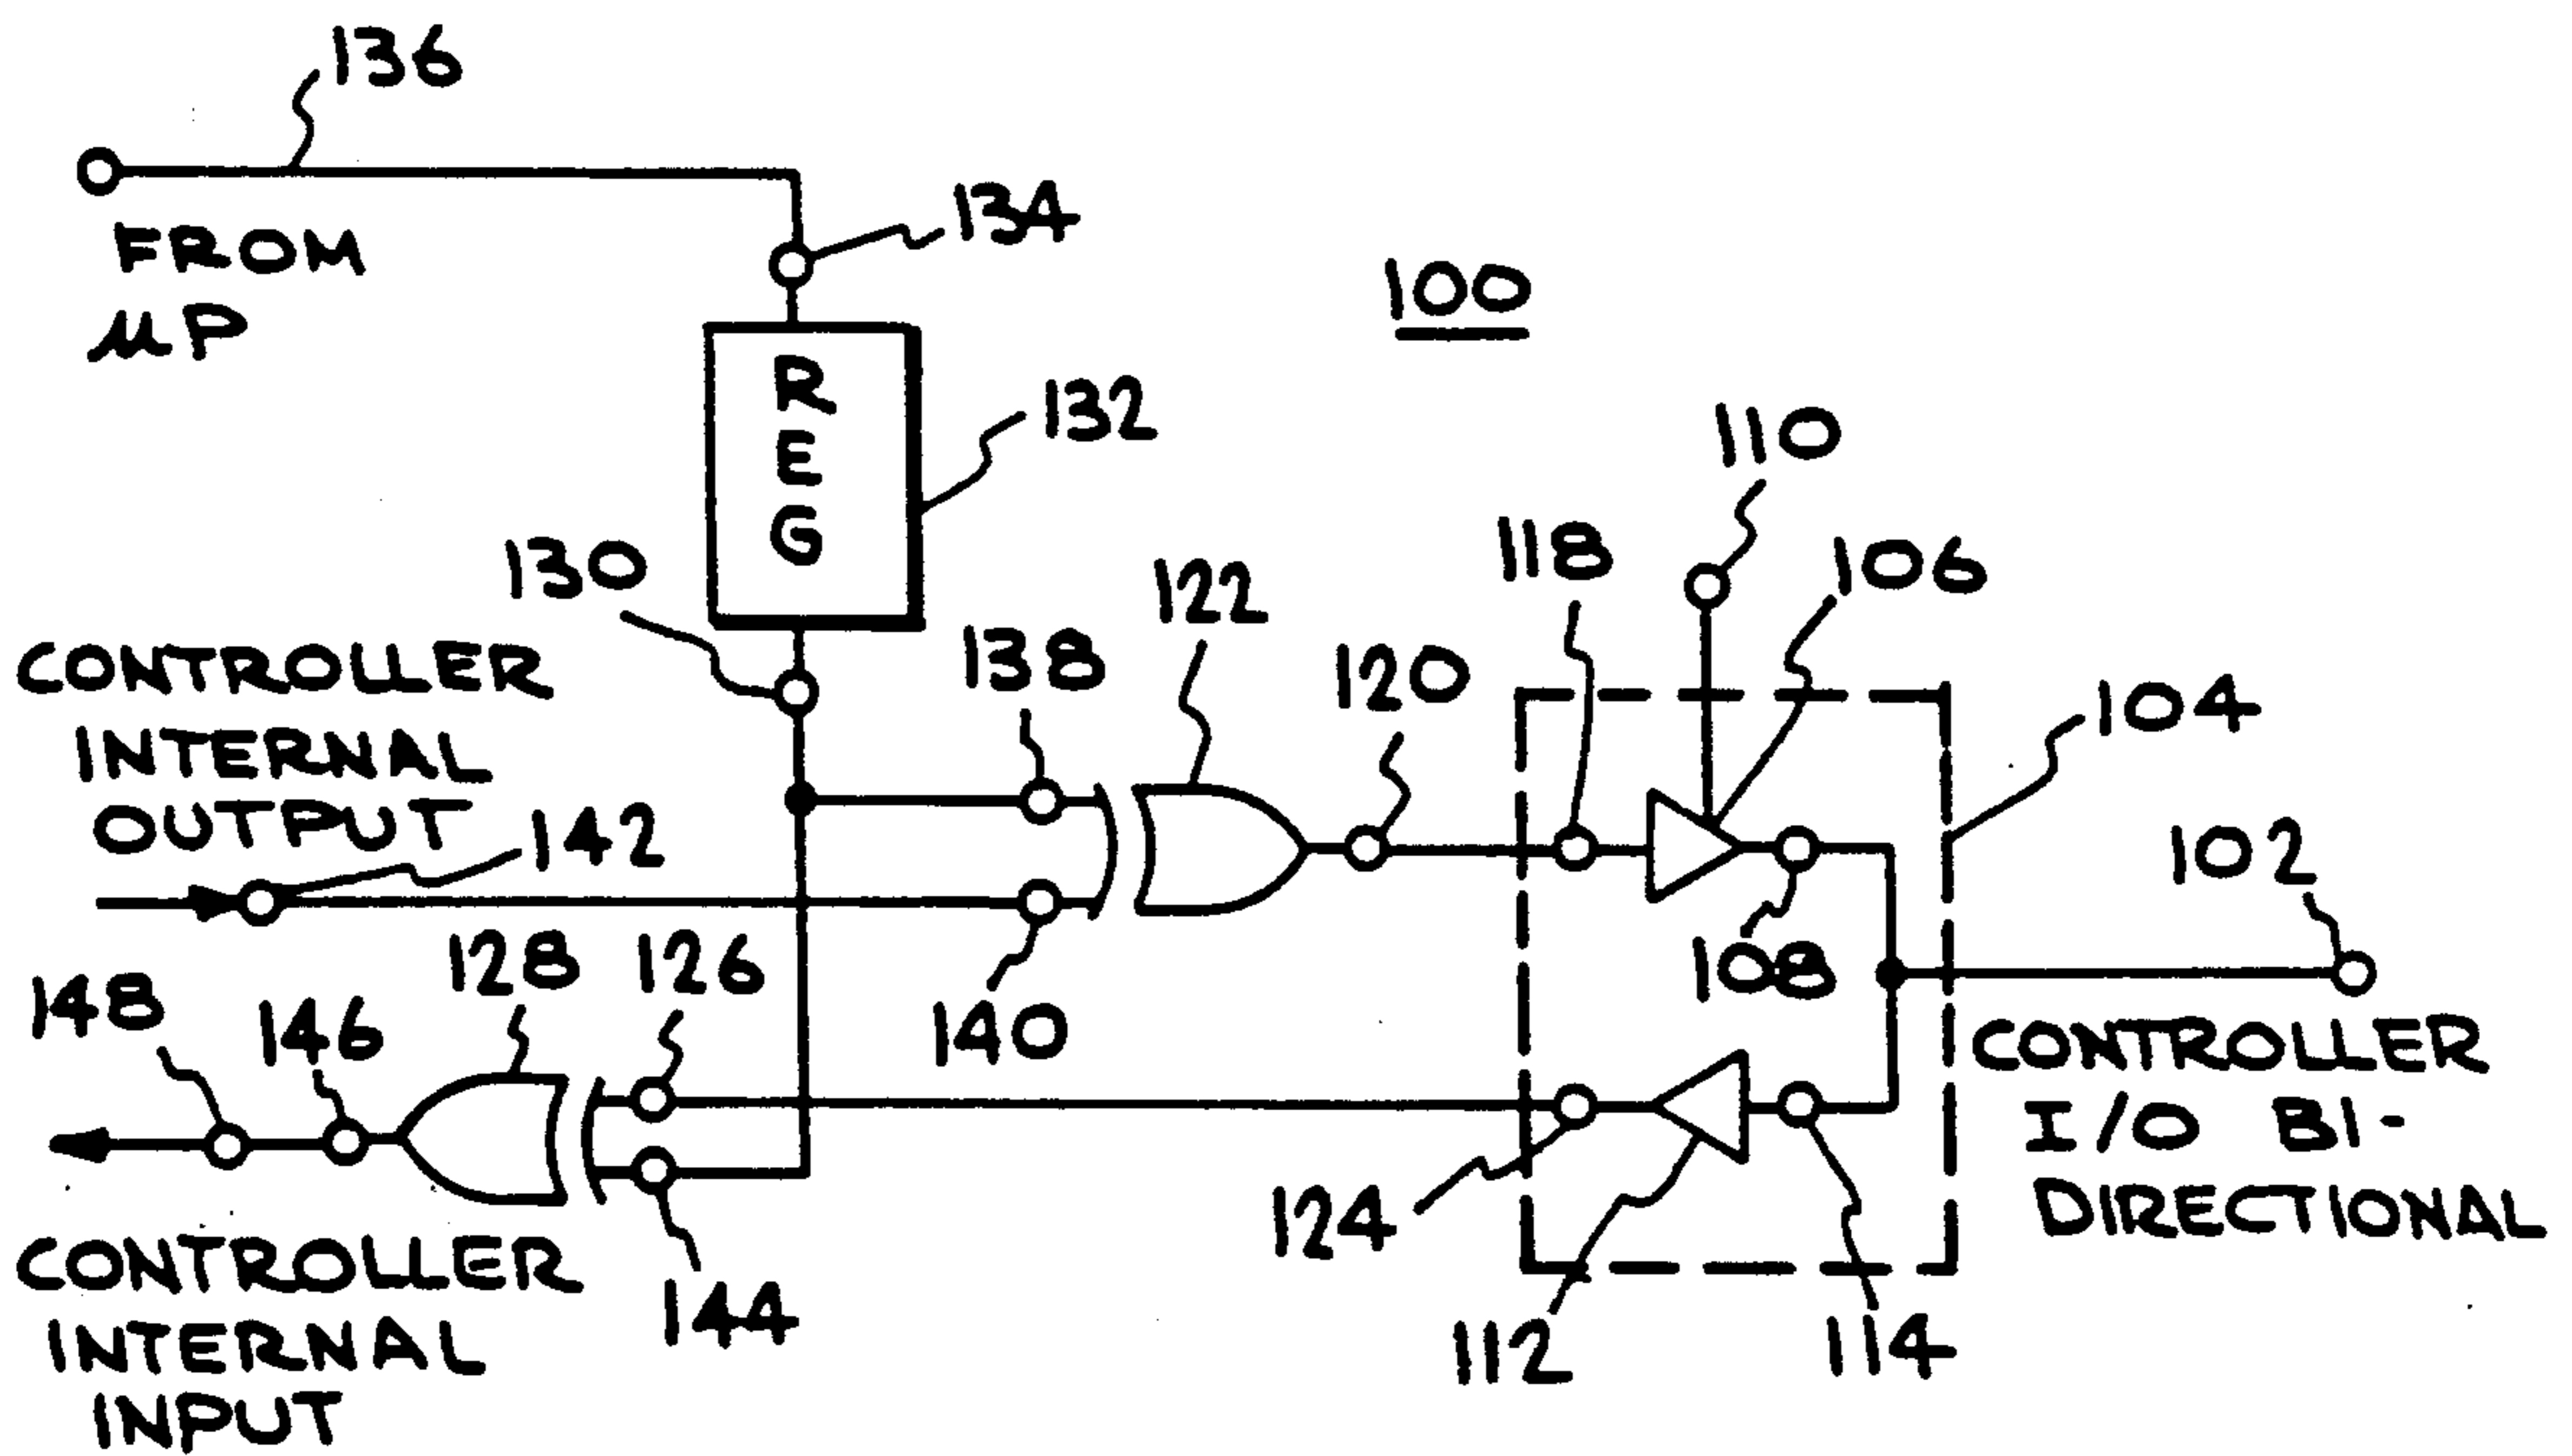 136
FROM
μP
134
100
R
E
G
132
110
118
106
130
122
138
120
104
CONTROLLER
INTERNAL
OUTPUT
142
102
108
140
148
146
128
126
CONTROLLER
I/O BI-
DIRECTIONAL
124
144
112
114
CONTROLLER
INTERNAL
INPUT